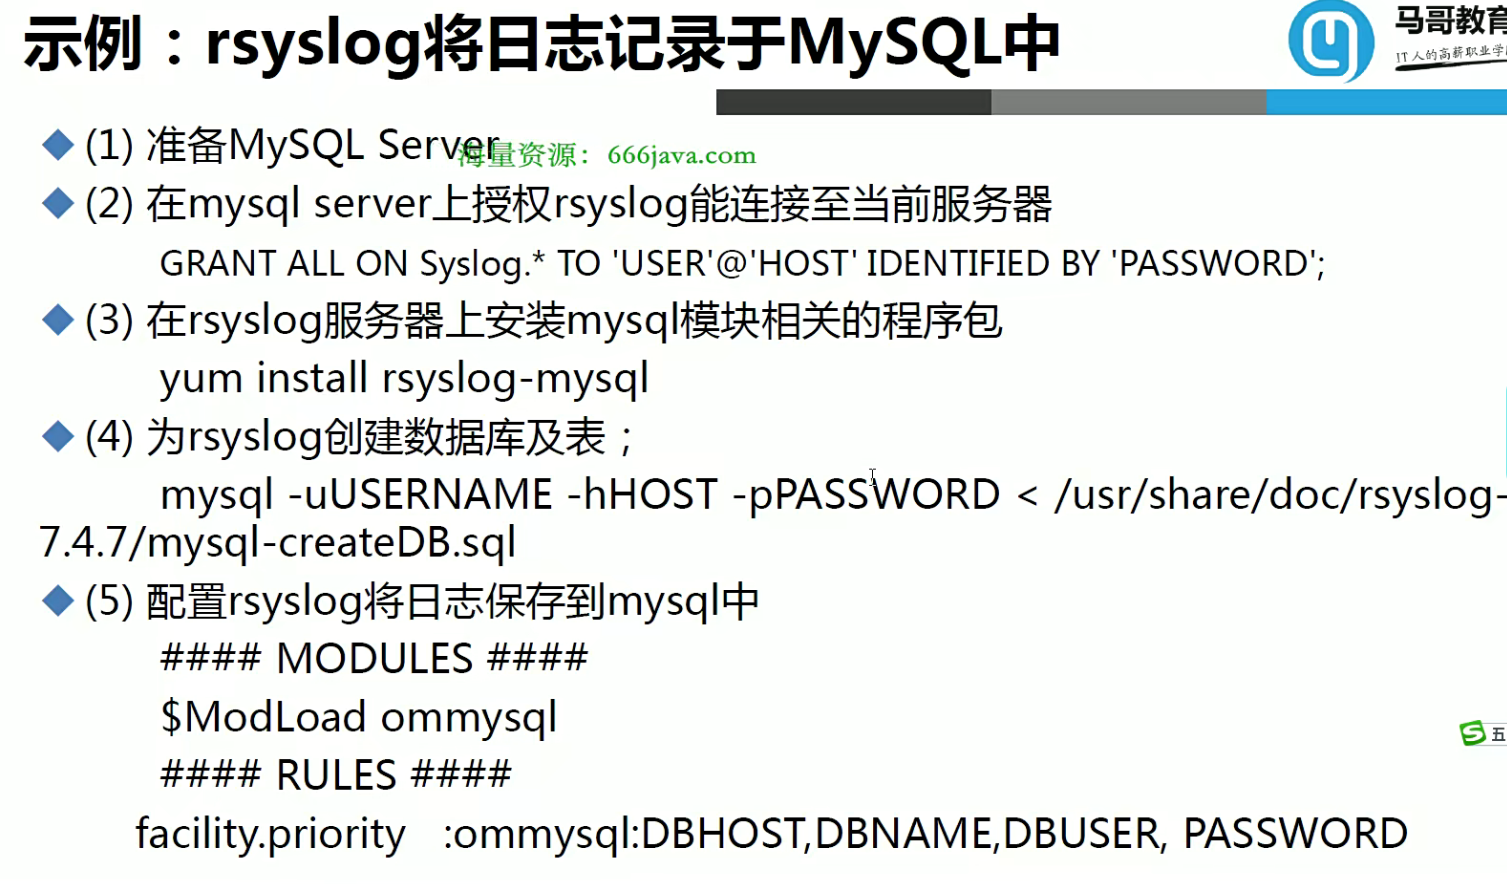 示例：rsyslog将日志记录于MySQL中
马哥教育
IT人的高薪职业学
(1) 准备MySQL Server
海量资源：666java.com
(2) 在mysql server上授权rsyslog能连接至当前服务器
GRANT ALL ON Syslog.* TO 'USER'@'HOST' IDENTIFIED BY 'PASSWORD';
(3) 在rsyslog服务器上安装mysql模块相关的程序包
yum install rsyslog-mysql
(4) 为rsyslog创建数据库及表；
mysql -uUSERNAME -hHOST -pPASSWORD < /usr/share/doc/rsyslog-
7.4.7/mysql-createDB.sql
(5) 配置rsyslog将日志保存到mysql中
#### MODULES ####
$ModLoad ommysql
#### RULES ####
五
facility.priority :ommysql:DBHOST,DBNAME,DBUSER, PASSWORD